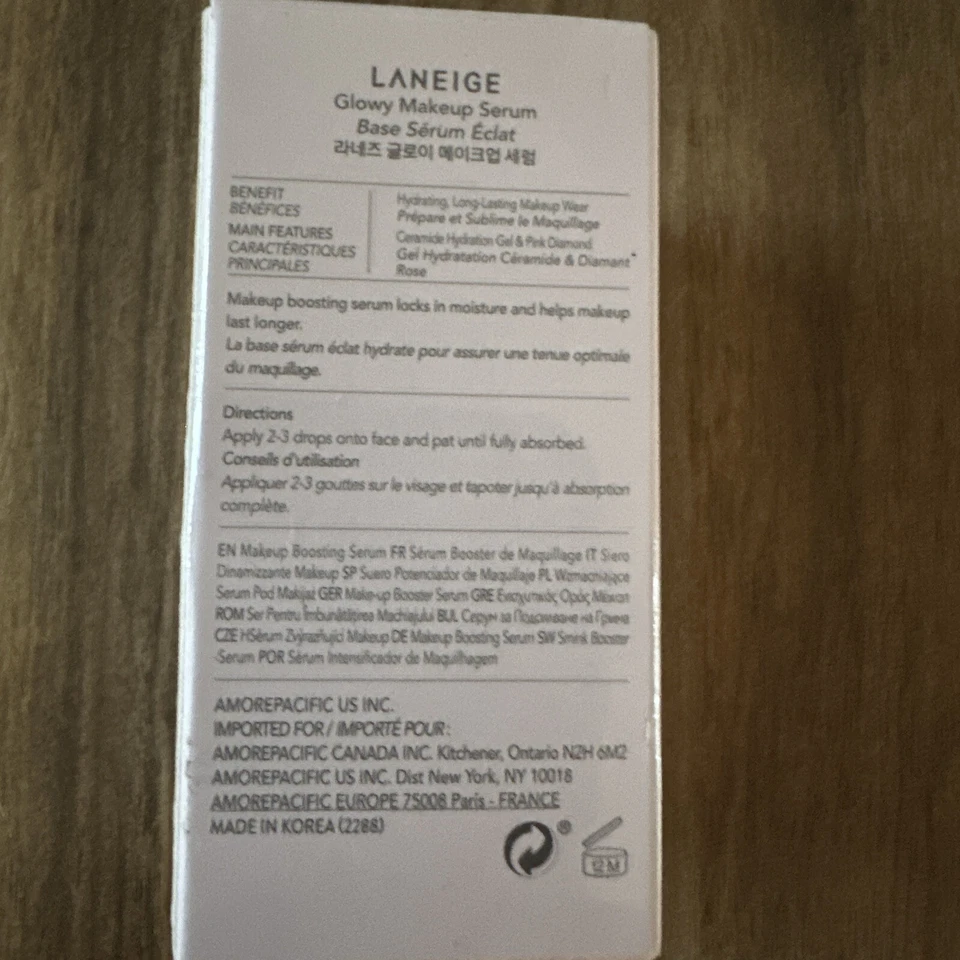 LANEIGE
Glowy Makeup Serum
Base Sérum Éclat
라네즈 글로이 메이크업 세럼
BENEFIT
BÉNÉFICES
Hydrating, Long-Lasting Makeup Wear
Prépare et Sublime le Maquillage
MAIN FEATURES
CARACTÉRISTIQUES
PRINCIPALES
Ceramide Hydration Gel & Pink Diamond
Gel Hydratation Céramide & Diamant
Rose
Makeup boosting serum locks in moisture and helps makeup
last longer.
La base sérum éclat hydrate pour assurer une tenue optimale
du maquillage.
Directions
Apply 2-3 drops onto face and pat until fully absorbed.
Conseils d'utilisation
Appliquer 2-3 gouttes sur le visage et tapoter jusqu'à absorption
complète.
EN Makeup Boosting Serum FR Sérum Booster de Maquillage IT Siero
Dinamizzante Makeup SP Suero Potenciador de Maquillaje PL Wzmacniające
Serum Pod Makijaż GER Make-up Booster Serum GRE Ενισχυτικός Ορός
ROM Ser Pentru Îmbunătățirea Machiajului BUL Серум за на
CZE Zvýrazňující Makeup DE Makeup Boosting Serum SW Smink Booster
-Serum POR Sérum Intensificador de Maquilhagem
AMOREPACIFIC US INC.
IMPORTED FOR / IMPORTÉ POUR :
AMOREPACIFIC CANADA INC. Kitchener, Ontario N2H 6M2
AMOREPACIFIC US INC. Dist New York, NY 10018
AMOREPACIFIC EUROPE 75008 Paris - FRANCE
MADE IN KOREA (2288)
®
12 M